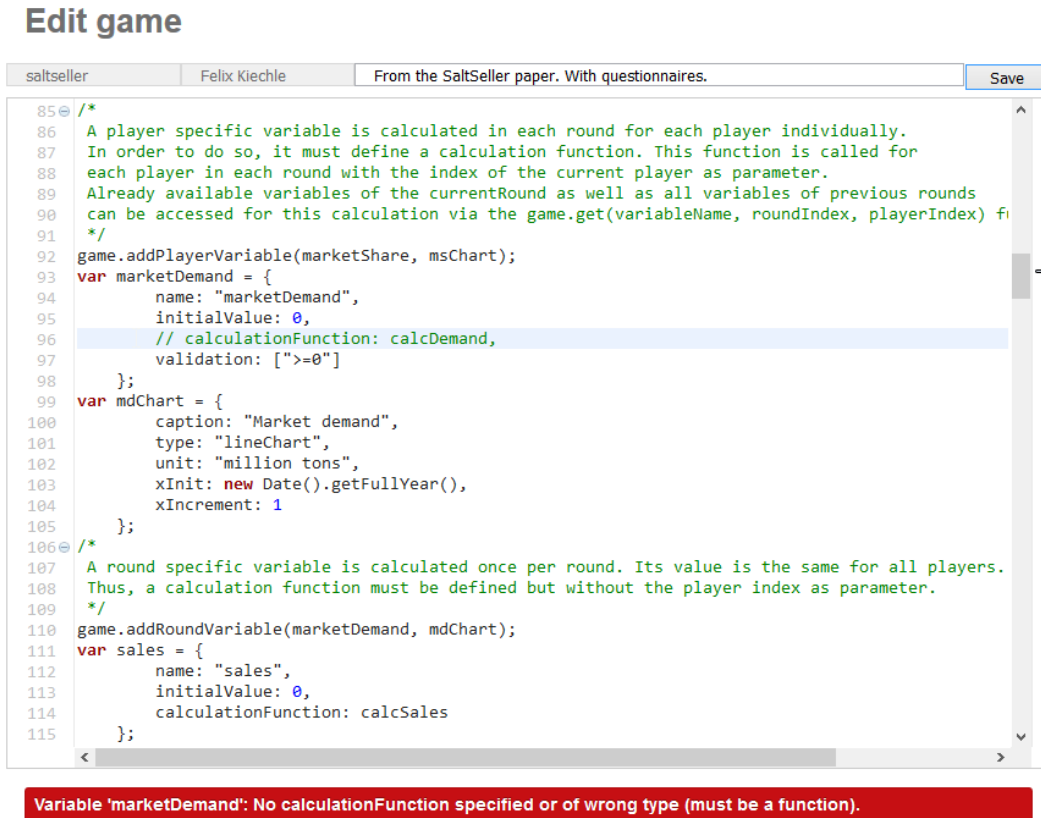 Edit game
saltseller Felix Kiechle From the SaltSeller paper. With questionnaires. Save
85 /*
86 A player specific variable is calculated in each round for each player individually.
87 In order to do so, it must define a calculation function. This function is called for
88 each player in each round with the index of the current player as parameter.
89 Already available variables of the currentRound as well as all variables of previous rounds
90 can be accessed for this calculation via the game.get(variableName, roundIndex, playerIndex)
91 */
92 game.addPlayerVariable(marketShare, msChart);
93 var marketDemand = {
94 name: "marketDemand",
95 initialValue: 0,
96 // calculationFunction: calcDemand,
97 validation: [">=0"]
98 };
99 var mdChart = {
100 caption: "Market demand",
101 type: "lineChart",
102 unit: "million tons",
103 xInit: new Date().getFullYear(),
104 xIncrement: 1
105 };
106 /*
107 A round specific variable is calculated once per round. Its value is the same for all players.
108 Thus, a calculation function must be defined but without the player index as parameter.
109 */
110 game.addRoundVariable(marketDemand, mdChart);
111 var sales = {
112 name: "sales",
113 initialValue: 0,
114 calculationFunction: calcSales
115 };
Variable 'marketDemand': No calculationFunction specified or of wrong type (must be a function).